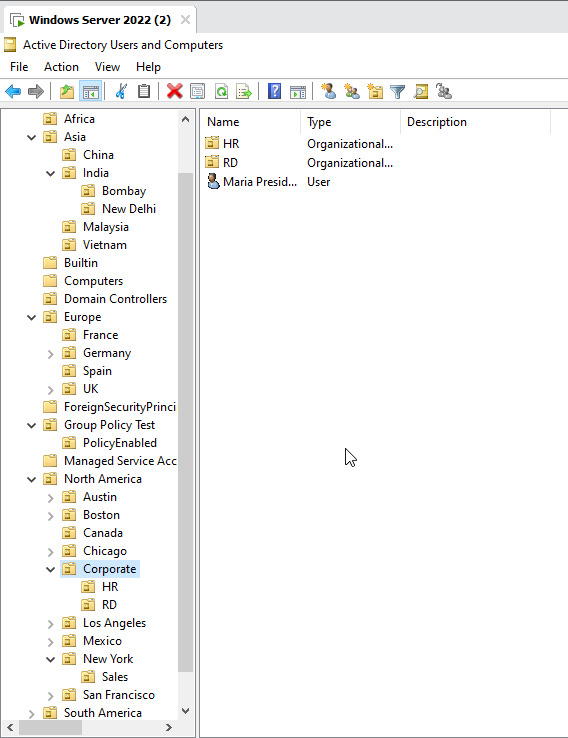 Windows Server 2022 (2)
Active Directory Users and Computers
File Action View Help
Africa
Asia
China
India
Bombay
New Delhi
Malaysia
Vietnam
Builtin
Computers
Domain Controllers
Europe
France
Germany
Spain
UK
ForeignSecurityPrinci
Group Policy Test
PolicyEnabled
Managed Service Acc
North America
Austin
Boston
Canada
Chicago
Corporate
HR
RD
Los Angeles
Mexico
New York
Sales
San Francisco
South America
Name Type Description
HR Organizational...
RD Organizational...
Maria Presid... User